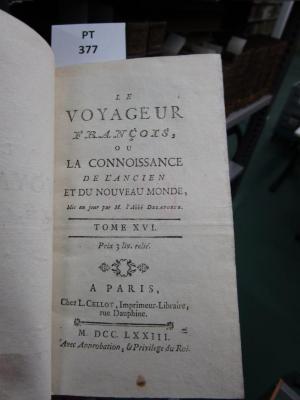 PT
377
LE
VOYAGEUR
FRANÇOIS,
OU
LA CONNOISSANCE
DE L'ANCIEN
ET DU NOUVEAU MONDE,
Mis au jour par M. l'Abbé DELAPORTE.
TOME XVI.
Prix 3 liv. relié.
A PARIS,
Chez L. CELLOT, Imprimeur-Libraire,
rue Dauphine.
M. DCC. LXXIII.
Avec Approbation, & Privilege du Roi.